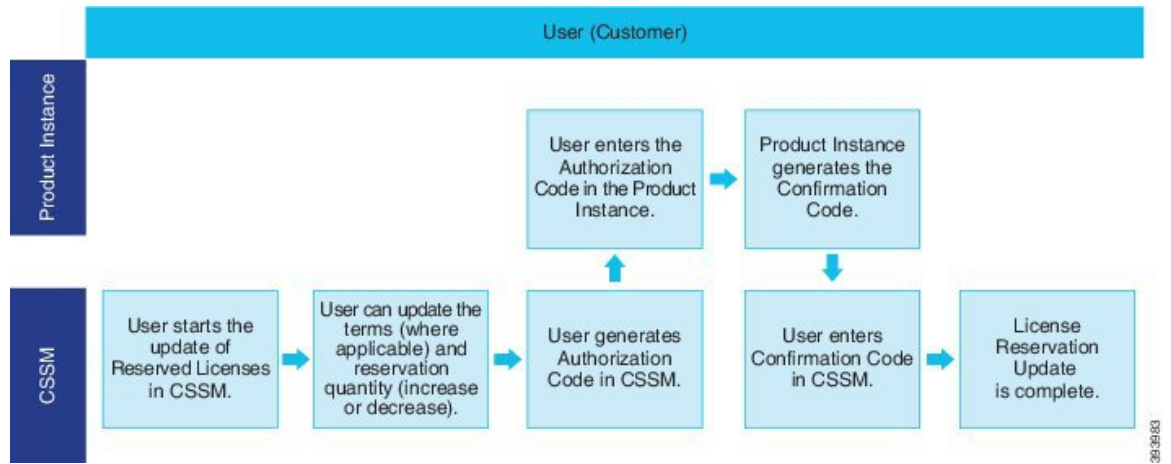 User (Customer)
Product Instance
User enters the
Authorization
Code in the Product
Instance.
Product Instance
generates the
Confirmation
Code.
CSSM
User starts the
update of
Reserved Licenses
in CSSM.
User can update the
terms (where
applicable) and
reservation
quantity (increase
or decrease).
User generates
Authorization
Code in CSSM.
User enters
Confirmation Code
in CSSM.
License
Reservation
Update
is complete.
393983